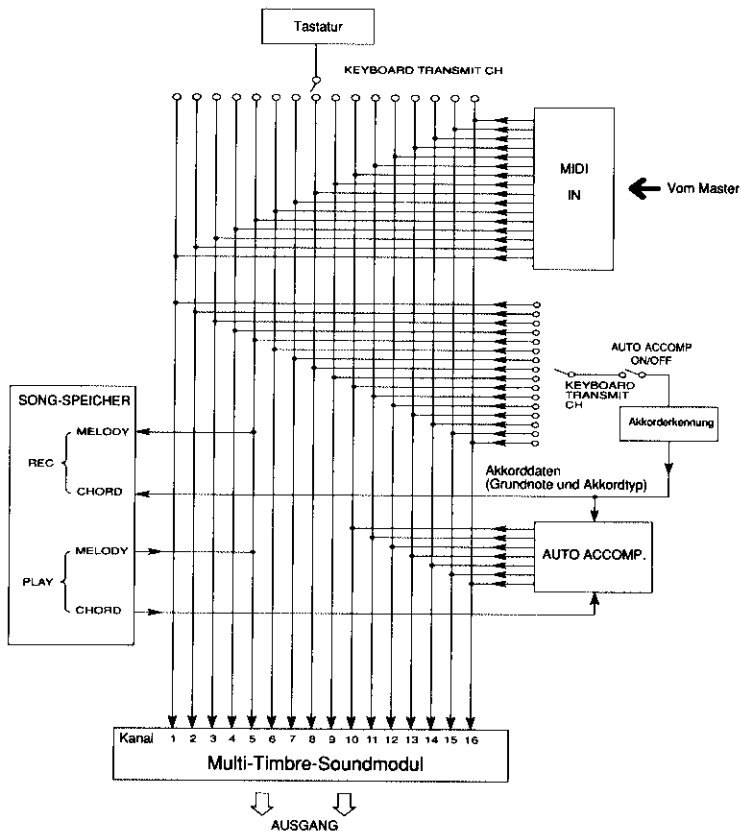 Tastatur
KEYBOARD TRANSMIT CH
MIDI
IN
Vom Master
AUTO ACCOMP
ON/OFF
KEYBOARD
TRANSMIT
CH
Akkorderkennung
SONG-SPEICHER
MELODY
REC
CHORD
Akkorddaten
(Grundnote und Akkordtyp)
AUTO ACCOMP.
MELODY
PLAY
CHORD
Kanal 1 2 3 4 5 6 7 8 9 10 11 12 13 14 15 16
Multi-Timbre-Soundmodul
AUSGANG